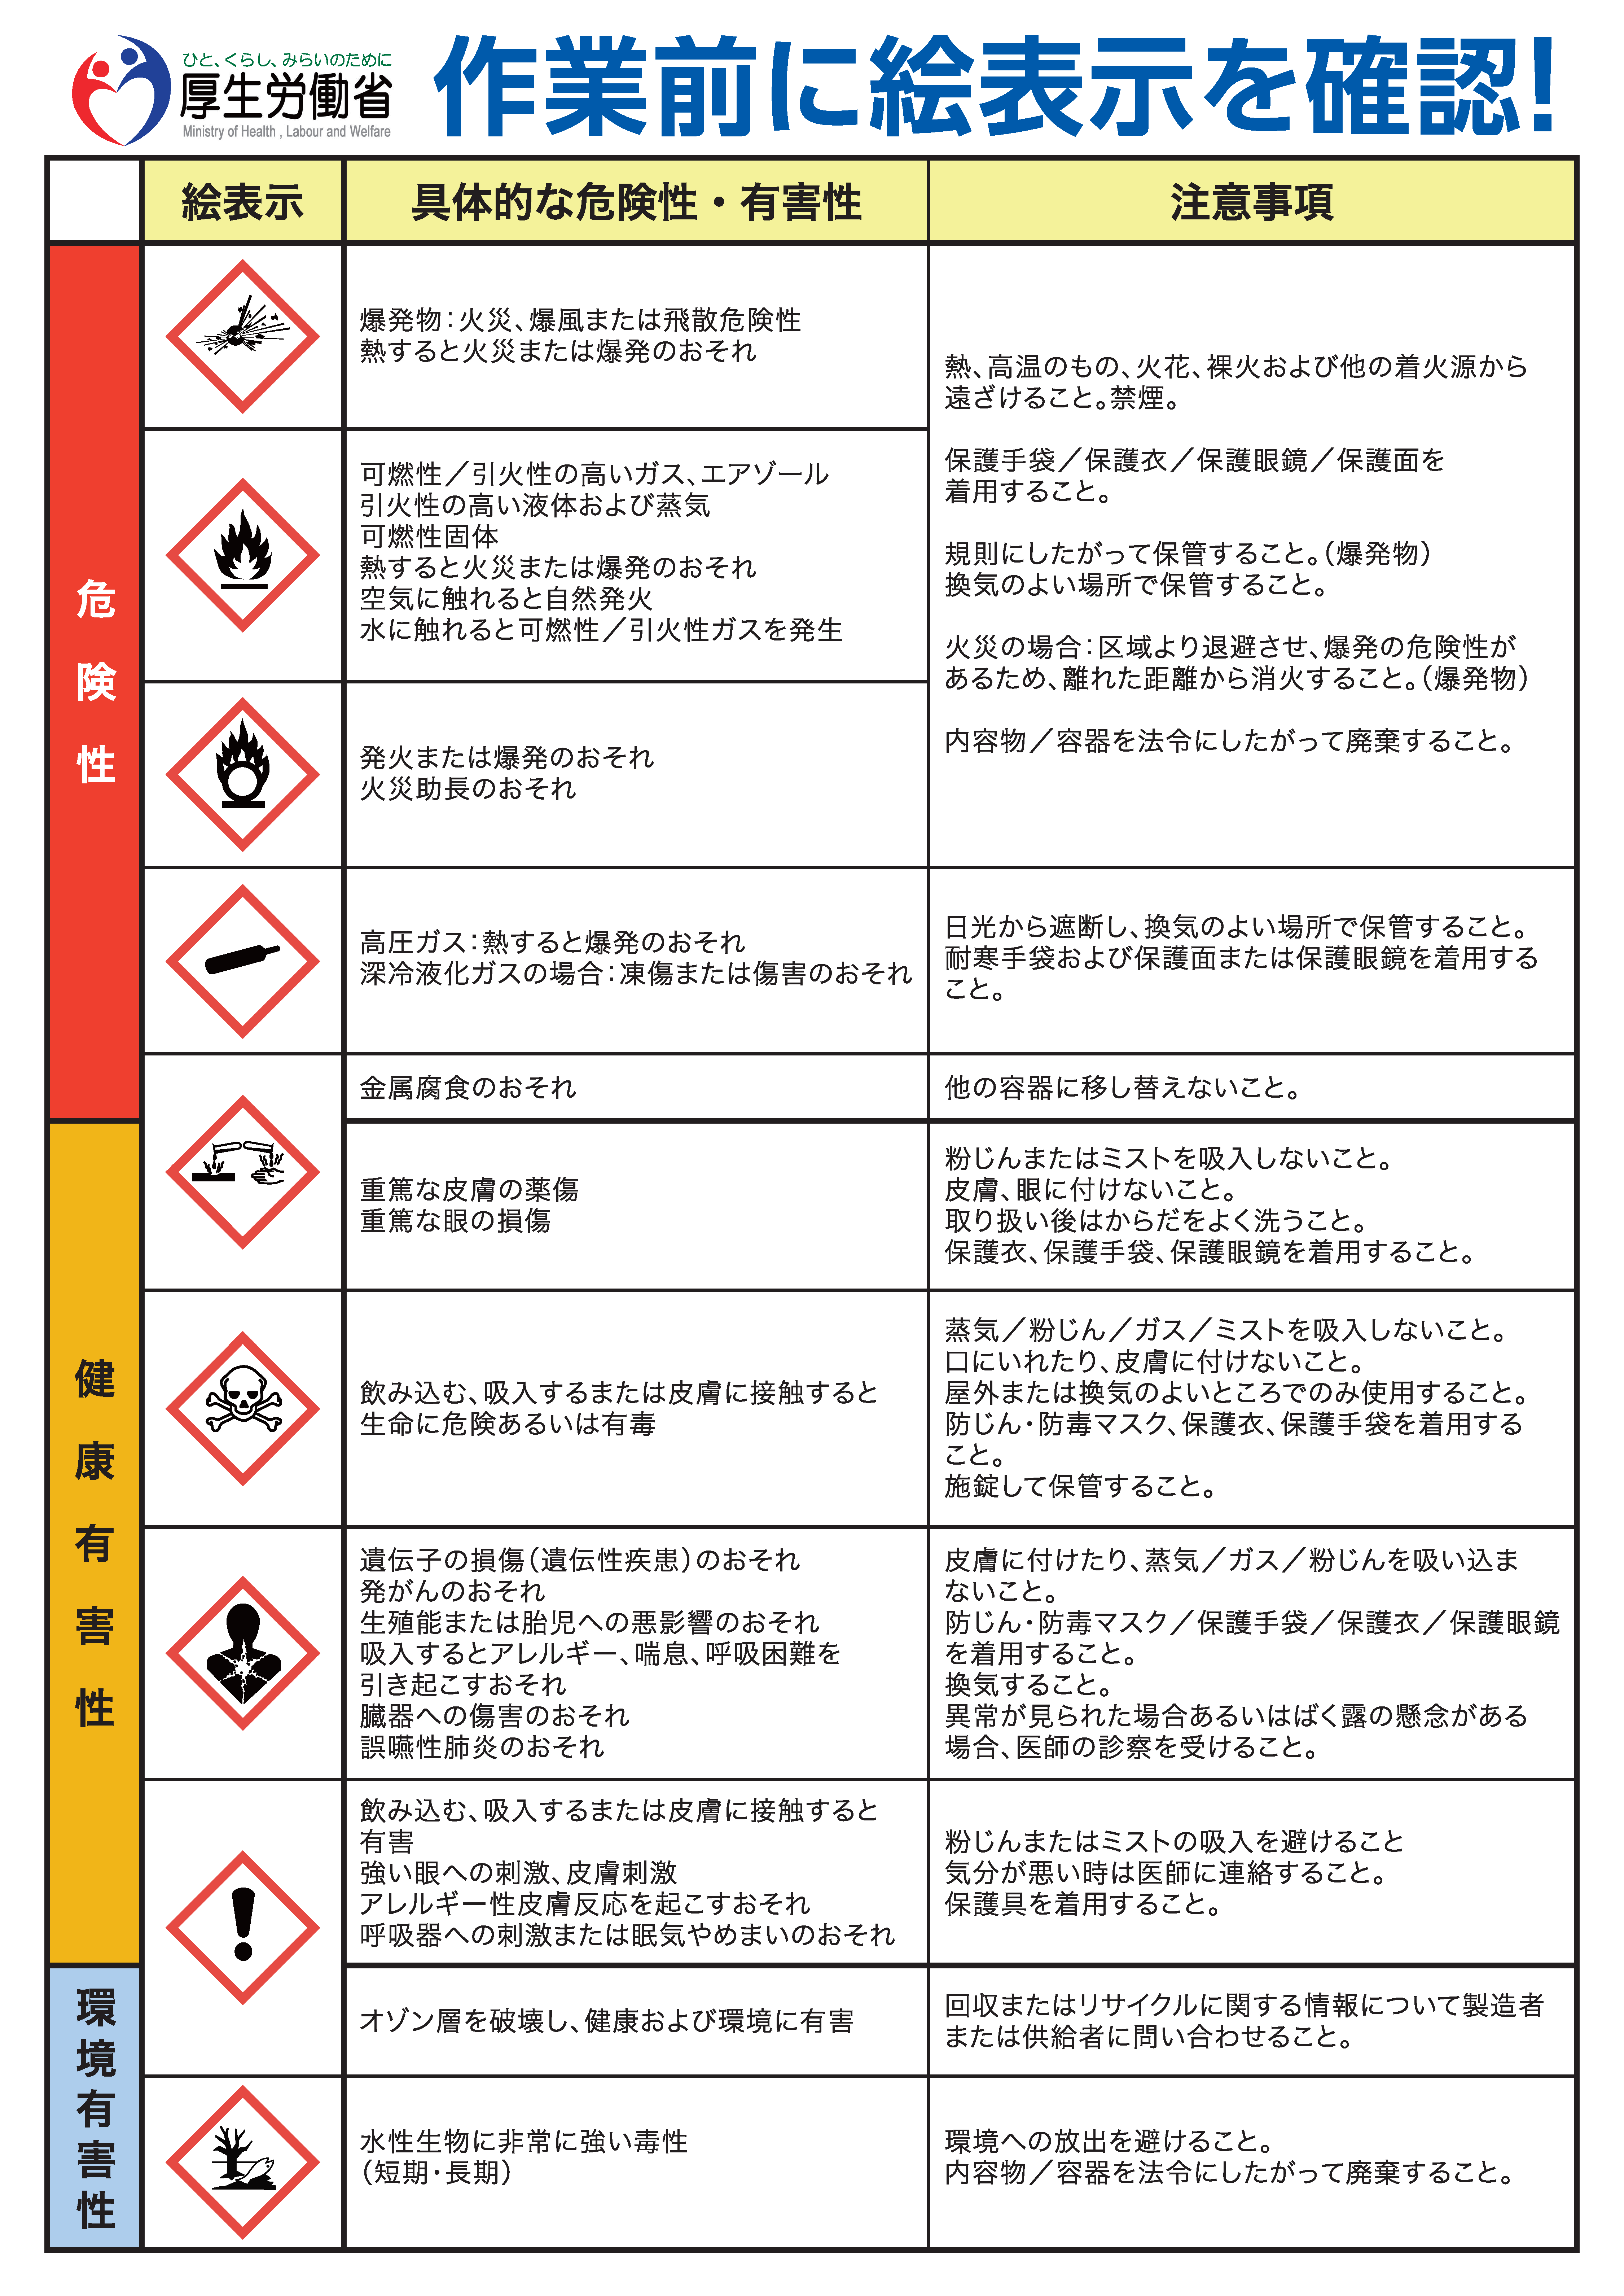 ひと、くらし、みらいのために
厚生労働省
Ministry of Health , Labour and Welfare
作業前に絵表示を確認!
絵表示
具体的な危険性・有害性
注意事項
危険性
爆発物：火災、爆風または飛散危険性
熱すると火災または爆発のおそれ
熱、高温のもの、火花、裸火および他の着火源から
遠ざけること。禁煙。
保護手袋／保護衣／保護眼鏡／保護面を
着用すること。
規則にしたがって保管すること。（爆発物）
換気のよい場所で保管すること。
火災の場合：区域より退避させ、爆発の危険性が
あるため、離れた距離から消火すること。（爆発物）
内容物／容器を法令にしたがって廃棄すること。
可燃性／引火性の高いガス、エアゾール
引火性の高い液体および蒸気
可燃性固体
熱すると火災または爆発のおそれ
空気に触れると自然発火
水に触れると可燃性／引火性ガスを発生
発火または爆発のおそれ
火災助長のおそれ
高圧ガス：熱すると爆発のおそれ
深冷液化ガスの場合：凍傷または傷害のおそれ
日光から遮断し、換気のよい場所で保管すること。
耐寒手袋および保護面または保護眼鏡を着用する
こと。
金属腐食のおそれ
他の容器に移し替えないこと。
健康有害性
重篤な皮膚の薬傷
重篤な眼の損傷
粉じんまたはミストを吸入しないこと。
皮膚、眼に付けないこと。
取り扱い後はからだをよく洗うこと。
保護衣、保護手袋、保護眼鏡を着用すること。
飲み込む、吸入するまたは皮膚に接触すると
生命に危険あるいは有毒
蒸気／粉じん／ガス／ミストを吸入しないこと。
口にいれたり、皮膚に付けないこと。
屋外または換気のよいところでのみ使用すること。
防じん・防毒マスク、保護衣、保護手袋を着用する
こと。
施錠して保管すること。
遺伝子の損傷（遺伝性疾患）のおそれ
発がんのおそれ
生殖能または胎児への悪影響のおそれ
吸入するとアレルギー、喘息、呼吸困難を
引き起こすおそれ
臓器への傷害のおそれ
誤嚥性肺炎のおそれ
皮膚に付けたり、蒸気／ガス／粉じんを吸い込ま
ないこと。
防じん・防毒マスク／保護手袋／保護衣／保護眼鏡
を着用すること。
換気すること。
異常が見られた場合あるいはばく露の懸念がある
場合、医師の診察を受けること。
飲み込む、吸入するまたは皮膚に接触すると
有害
強い眼への刺激、皮膚刺激
アレルギー性皮膚反応を起こすおそれ
呼吸器への刺激または眠気やめまいのおそれ
粉じんまたはミストの吸入を避けること
気分が悪い時は医師に連絡すること。
保護具を着用すること。
環境有害性
オゾン層を破壊し、健康および環境に有害
回収またはリサイクルに関する情報について製造者
または供給者に問い合わせること。
水性生物に非常に強い毒性
（短期・長期）
環境への放出を避けること。
内容物／容器を法令にしたがって廃棄すること。